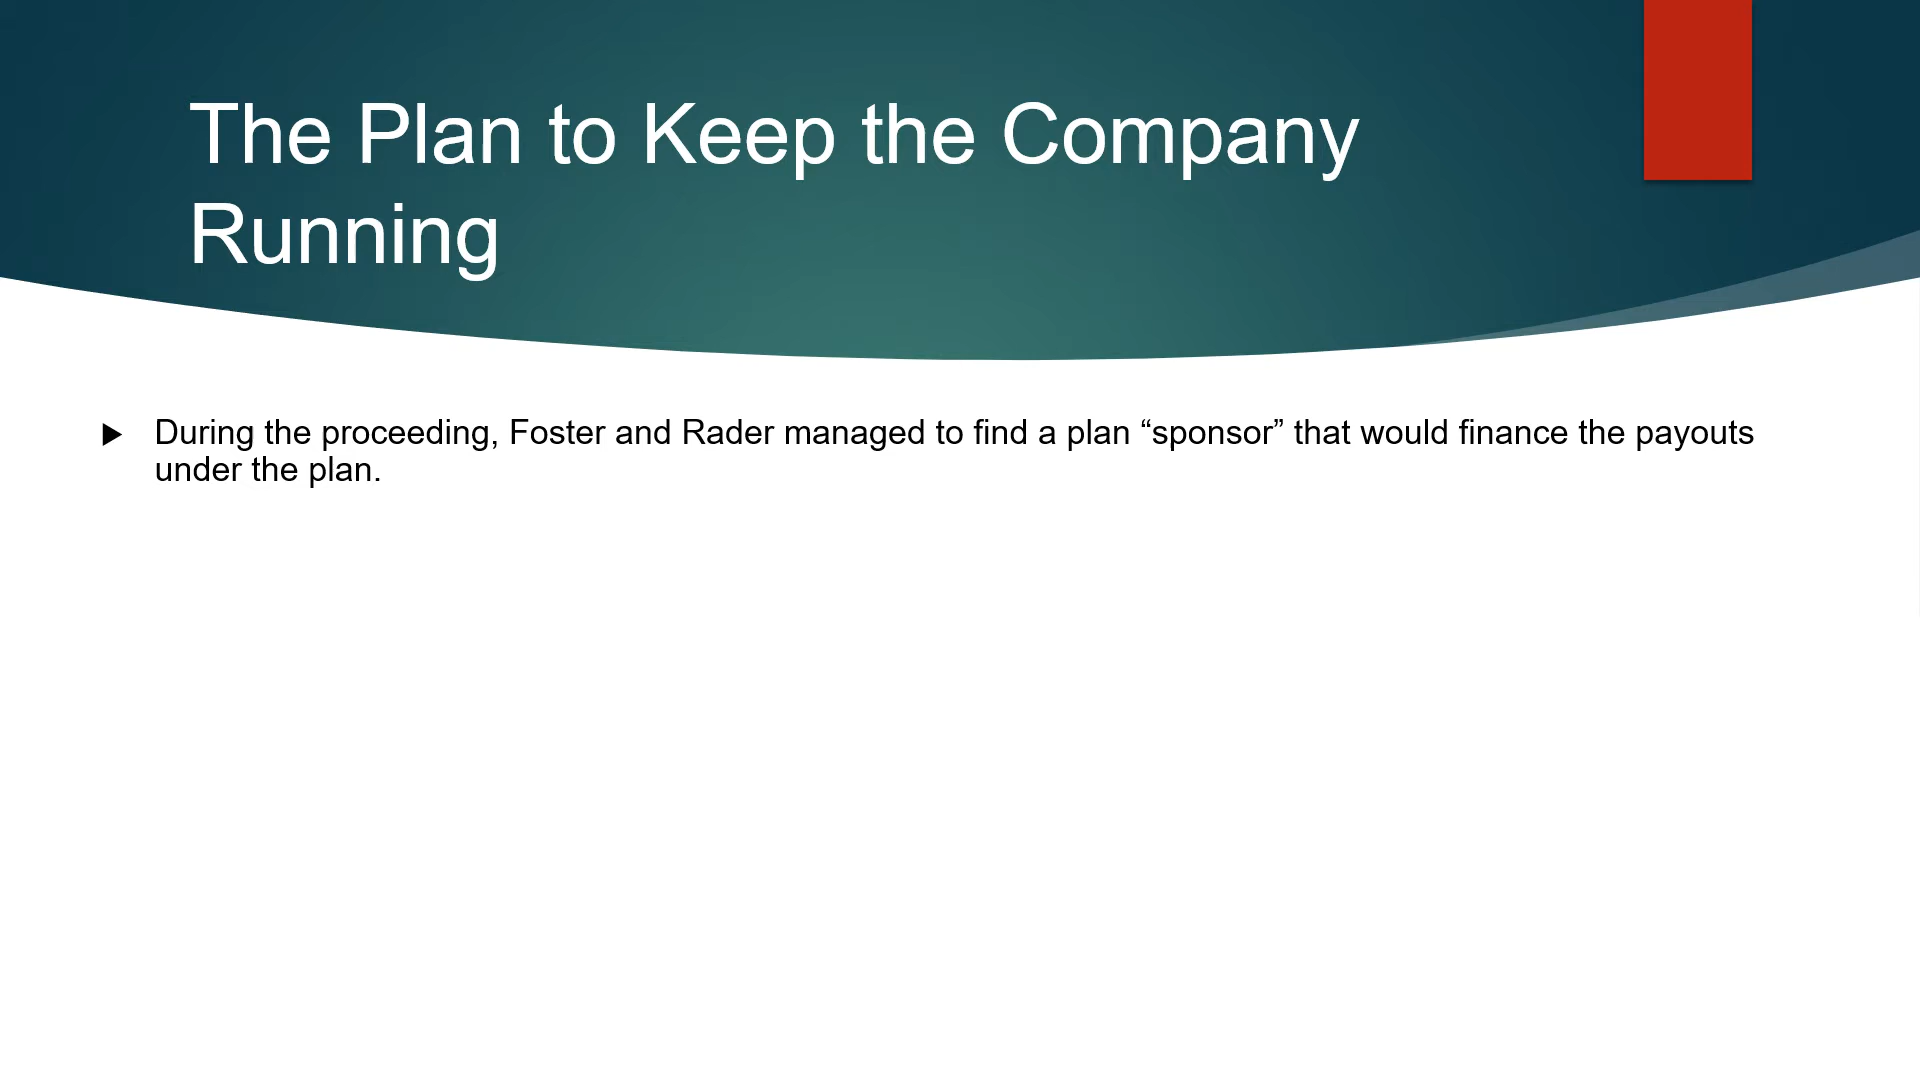 The Plan to Keep the Company
Running
During the proceeding, Foster and Rader managed to find a plan “sponsor” that would finance the payouts
under the plan.